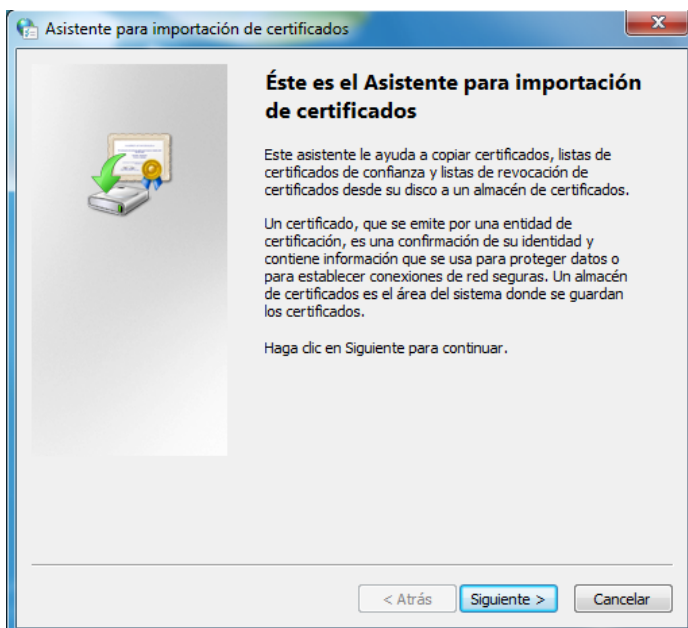 Asistente para importación de certificados
x
Éste es el Asistente para importación
de certificados
Este asistente le ayuda a copiar certificados, listas de
certificados de confianza y listas de revocación de
certificados desde su disco a un almacén de certificados.
Un certificado, que se emite por una entidad de
certificación, es una confirmación de su identidad y
contiene información que se usa para proteger datos o
para establecer conexiones de red seguras. Un almacén
de certificados es el área del sistema donde se guardan
los certificados.
Haga clic en Siguiente para continuar.
< Atrás
Siguiente >
Cancelar